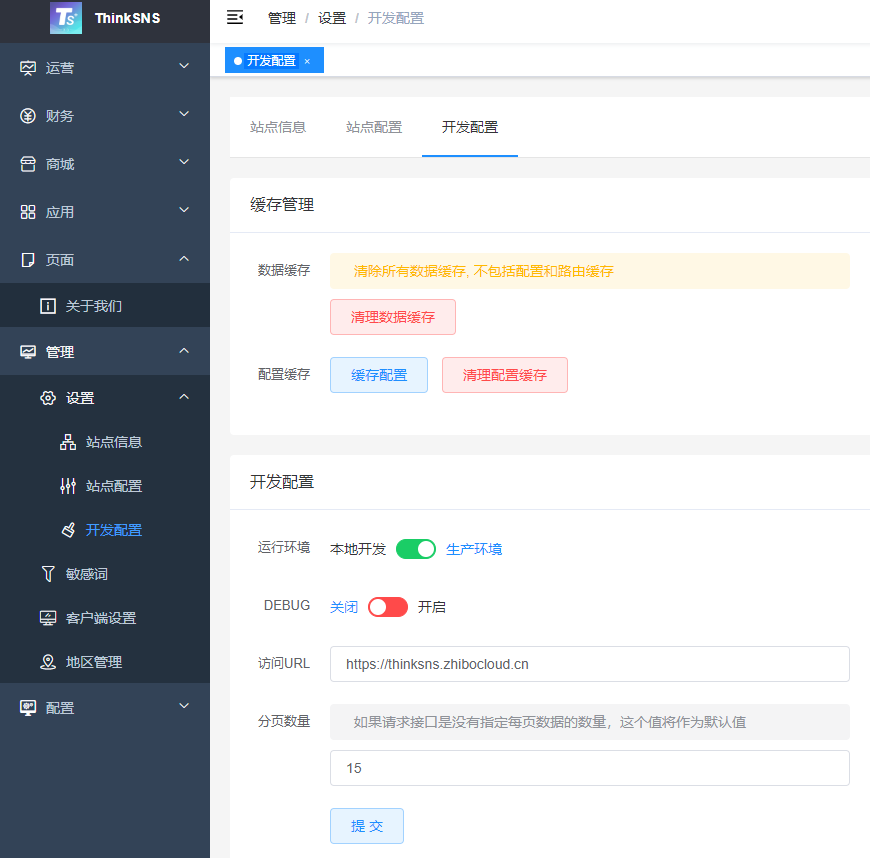 Ts
ThinkSNS
运营
财务
商城
应用
页面
关于我们
管理
设置
站点信息
站点配置
开发配置
敏感词
客户端设置
地区管理
配置
管理 / 设置 / 开发配置
开发配置 ×
站点信息 站点配置 开发配置
缓存管理
数据缓存 清除所有数据缓存, 不包括配置和路由缓存
清理数据缓存
配置缓存 缓存配置 清理配置缓存
开发配置
运行环境 本地开发 生产环境
DEBUG 关闭 开启
访问URL https://thinksns.zhibocloud.cn
分页数量 如果请求接口是没有指定每页数据的数量，这个值将作为默认值
15
提 交